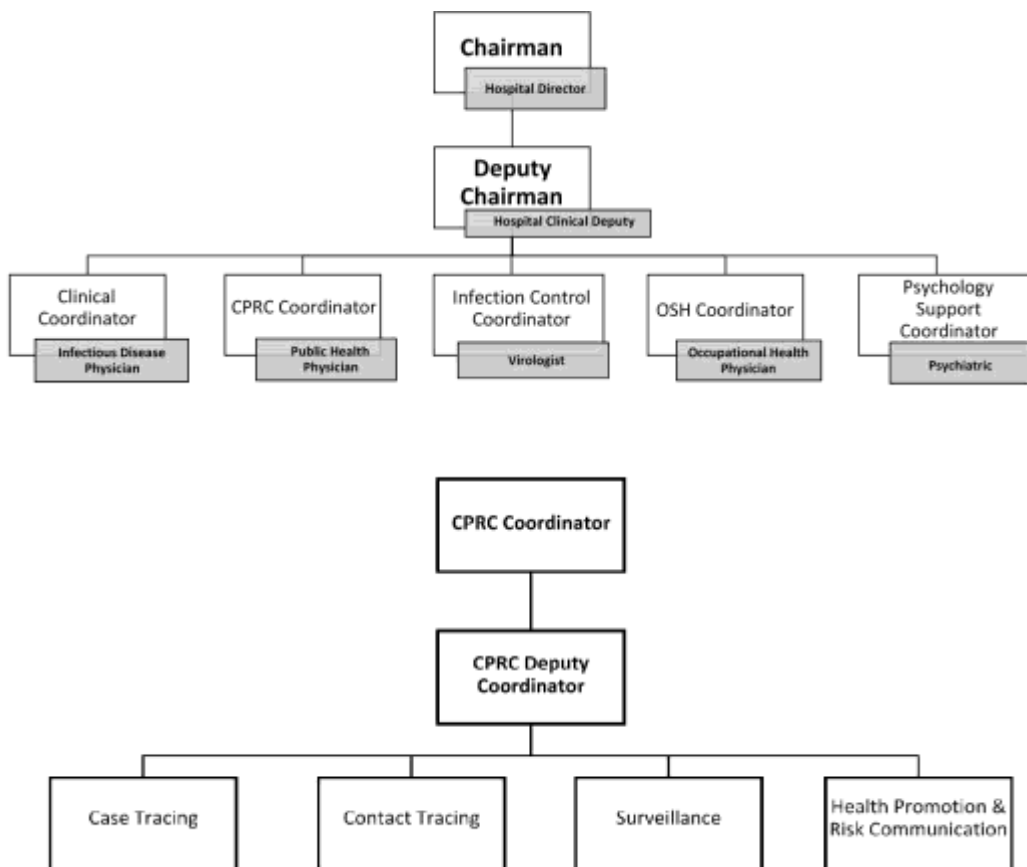 Chairman
Hospital Director
Deputy
Chairman
Hospital Clinical Deputy
Clinical
Coordinator
Infectious Disease
Physician
CPRC Coordinator
Public Health
Physician
Infection Control
Coordinator
Virologist
OSH Coordinator
Occupational Health
Physician
Psychology
Support
Coordinator
Psychiatric
CPRC Coordinator
CPRC Deputy
Coordinator
Case Tracing
Contact Tracing
Surveillance
Health Promotion &
Risk Communication